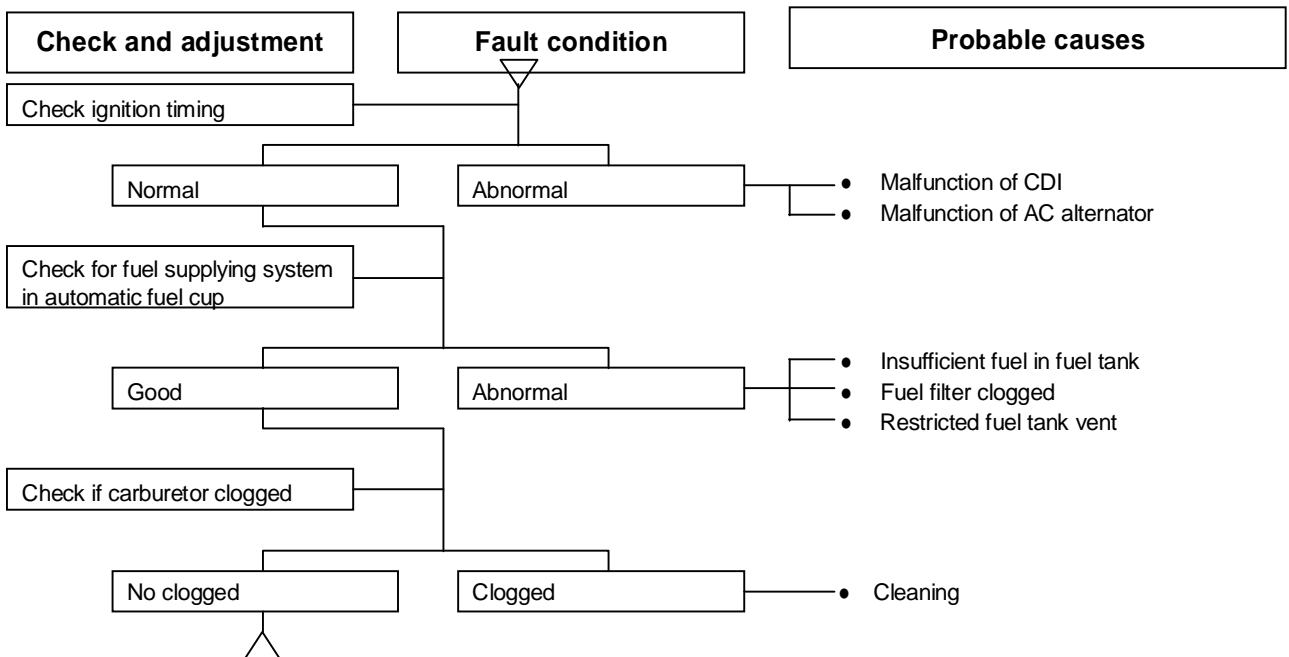 Check and adjustment
Fault condition
Probable causes
Check ignition timing
Normal
Abnormal
● Malfunction of CDI
● Malfunction of AC alternator
Check for fuel supplying system
in automatic fuel cup
Good
Abnormal
● Insufficient fuel in fuel tank
● Fuel filter clogged
● Restricted fuel tank vent
Check if carburetor clogged
No clogged
Clogged
● Cleaning